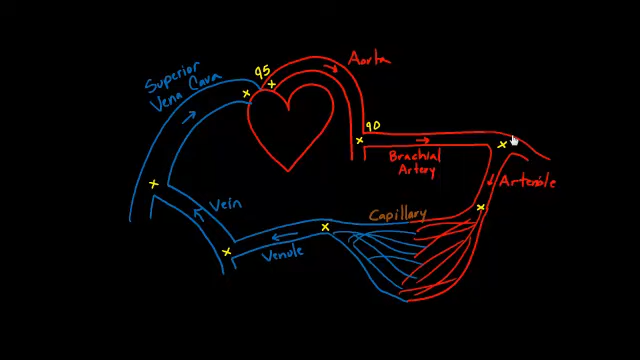 Superior
Vena Cava
95
Aorta
90
Brachial
Artery
Arteriole
Capillary
Vein
Venule